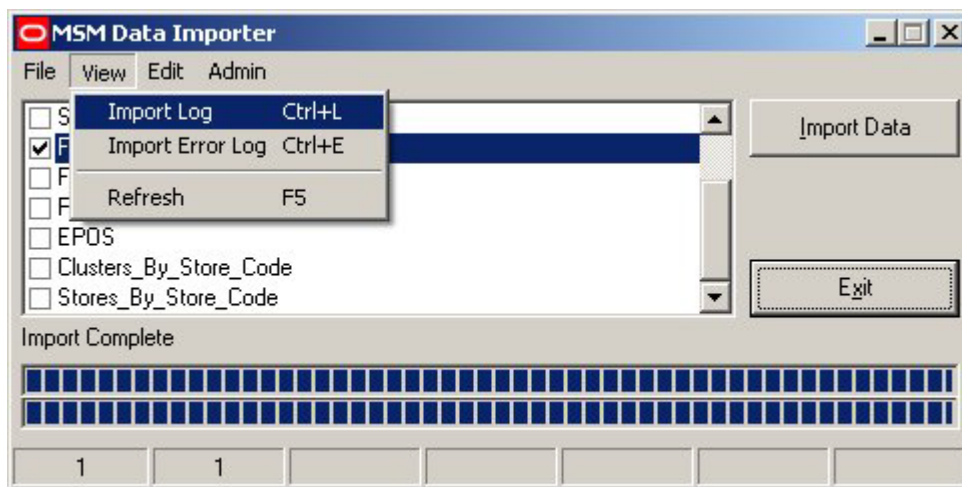 MSM Data Importer
File View Edit Admin
Import Log Ctrl+L
Import Error Log Ctrl+E
Refresh F5
S
F
F
F
EPOS
Clusters_By_Store_Code
Stores_By_Store_Code
Import Data
Exit
Import Complete
1 1